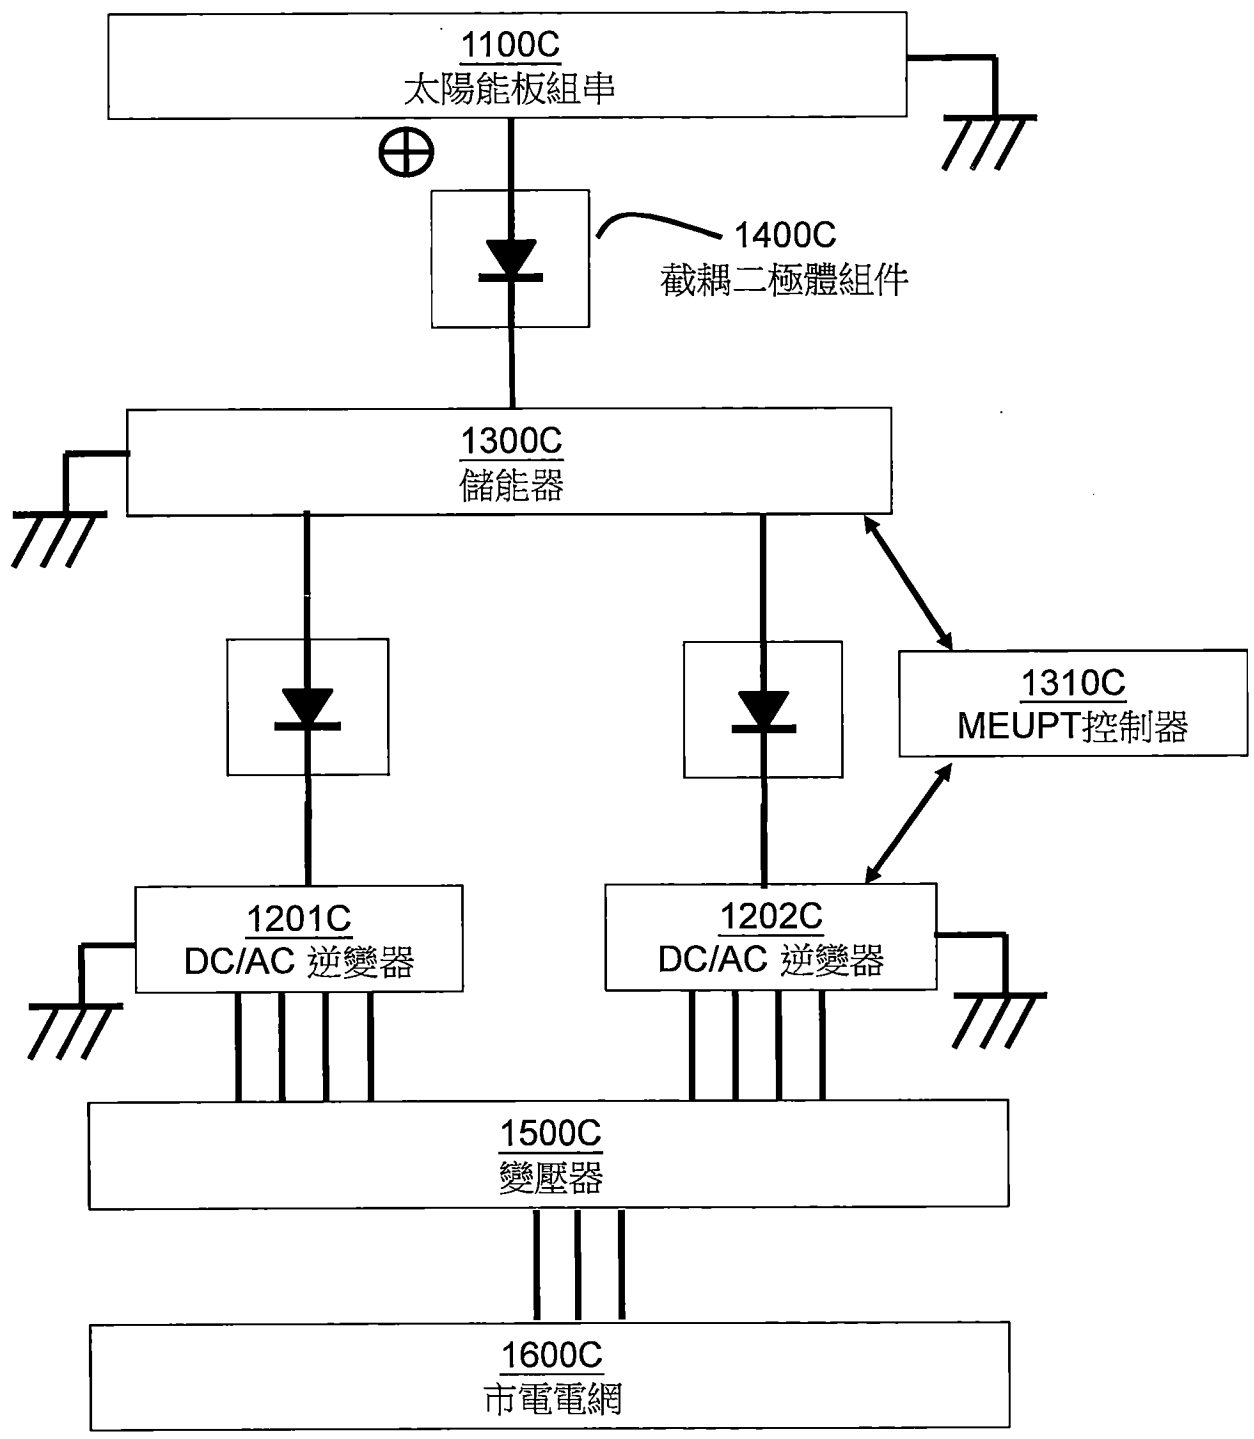 1100C
太陽能板組串
1400C
截耦二極體組件
1300C
儲能器
1310C
MEUPT控制器
1201C
DC/AC 逆變器
1202C
DC/AC 逆變器
1500C
變壓器
1600C
市電電網